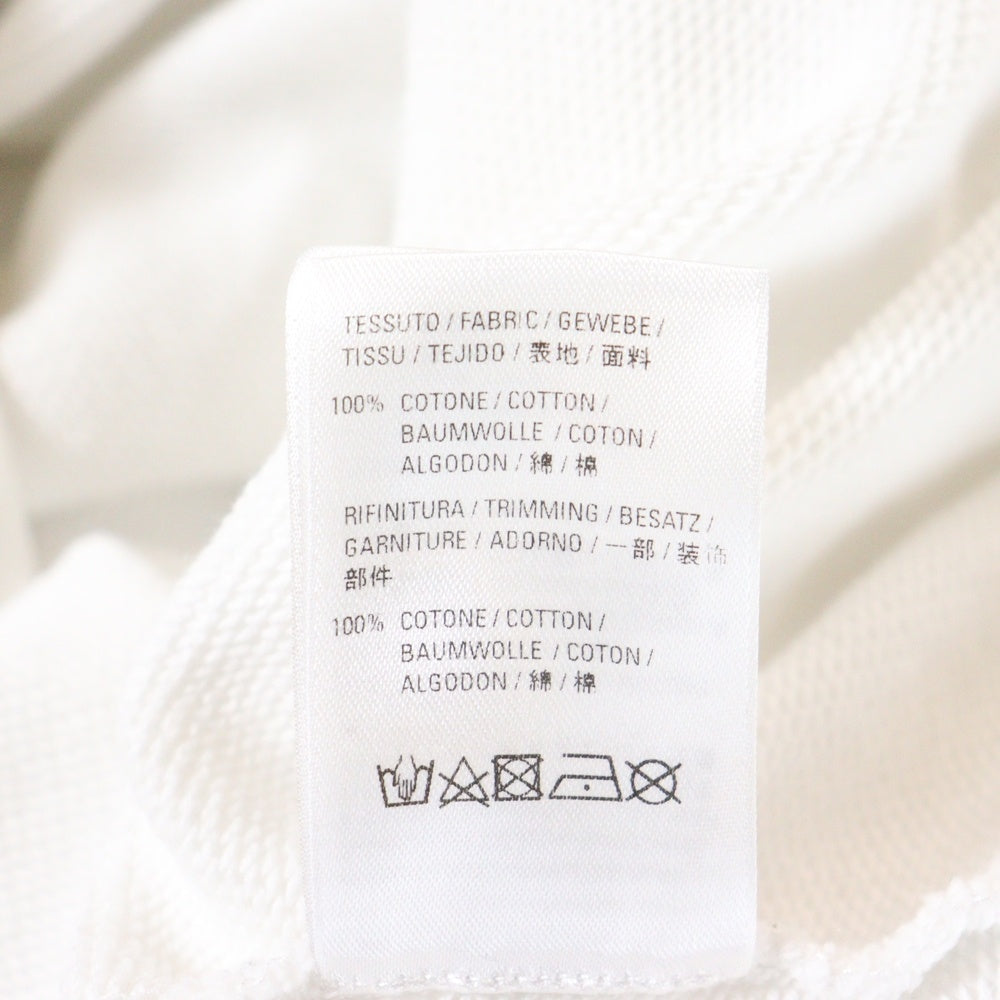 TESSUTO / FABRIC / GEWEBE /
TISSU / TEJIDO / 表地 / 面料
100% COTONE / COTTON /
BAUMWOLLE / COTON /
ALGODON / 綿 / 棉
RIFINITURA / TRIMMING / BESATZ /
GARNITURE / ADORNO / 一部 / 装饰
部件
100% COTONE / COTTON /
BAUMWOLLE / COTON /
ALGODON / 綿 / 棉